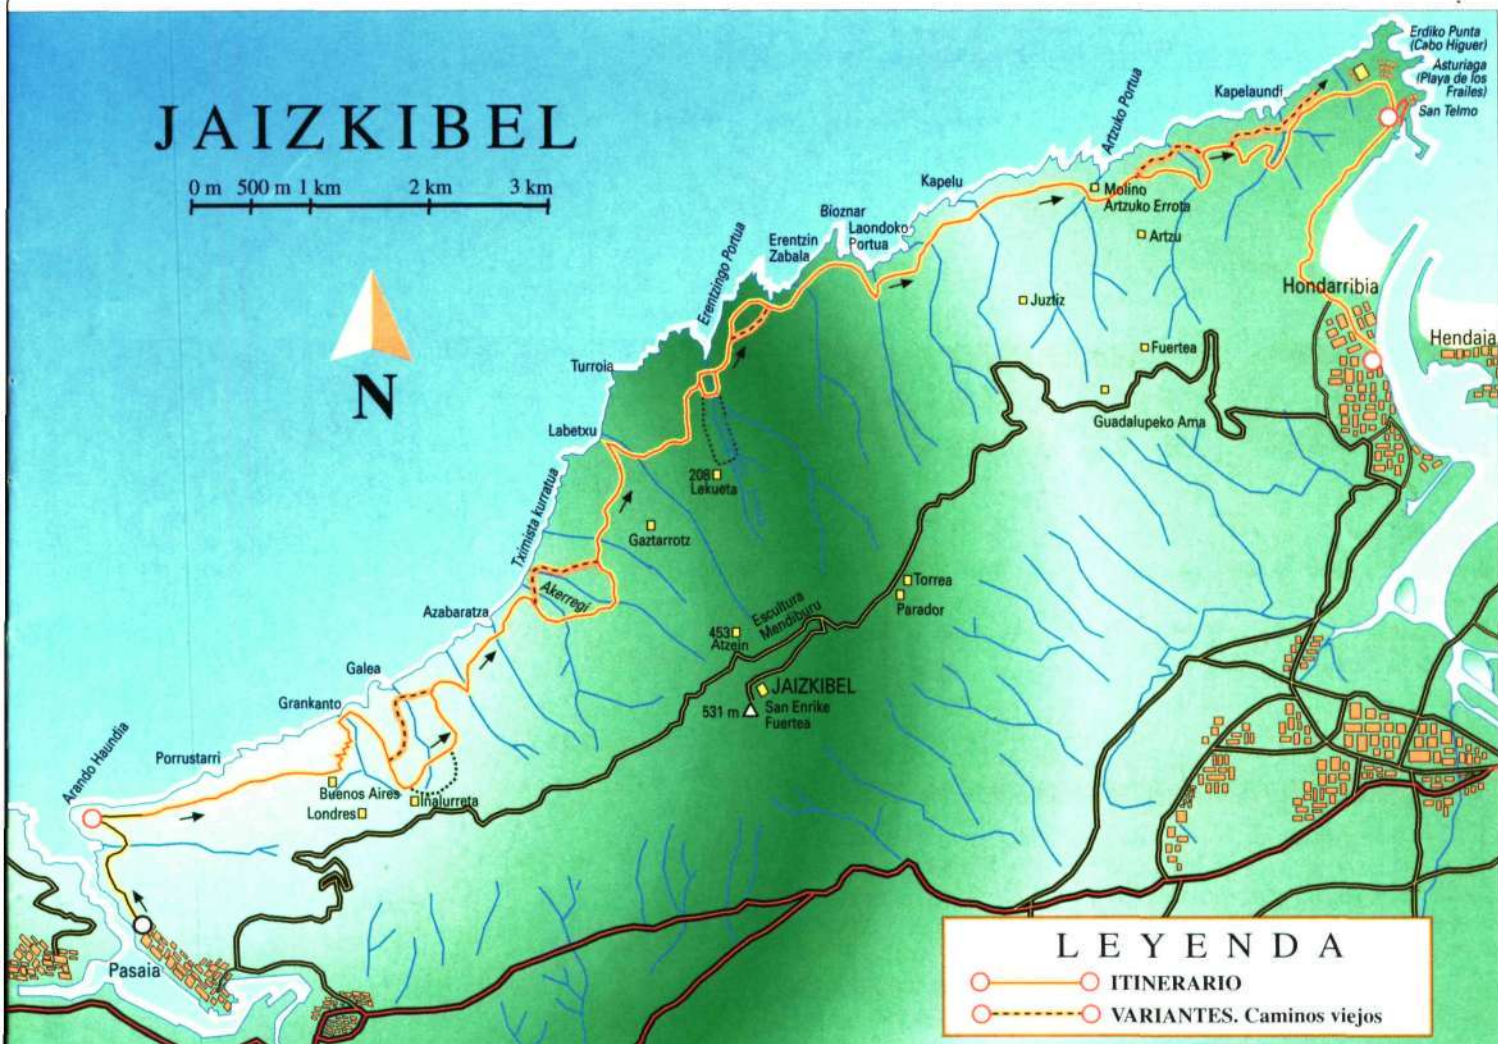 JAIZKIBEL
0 m 500 m 1 km 2 km 3 km
N
Erdiko Punta
(Cabo Higuer)
Asturiaga
(Playa de los
Frailes)
San Telmo
Kapelaundi
Artzuko Portua
Kapelu
Molino
Artzuko Errota
Artzu
Bioznar
Laondoko
Portua
Erentzin
Zabala
Erentzingo Portua
Juztiz
Hondarribia
Hendaia
Fuertea
Guadalupeko Ama
Turroia
Labetxu
208
Lekueta
Tximista kurratua
Gaztarrotz
Akerregi
Azabaratza
Torrea
Parador
Escultura
Mendiburu
453
Atzein
Galea
JAIZKIBEL
531 m
San Enrike
Fuertea
Grankanto
Arando Haundia
Porrustarri
Buenos Aires
Inalurreta
Londres
Pasaia
LEYENDA
ITINERARIO
VARIANTES. Caminos viejos